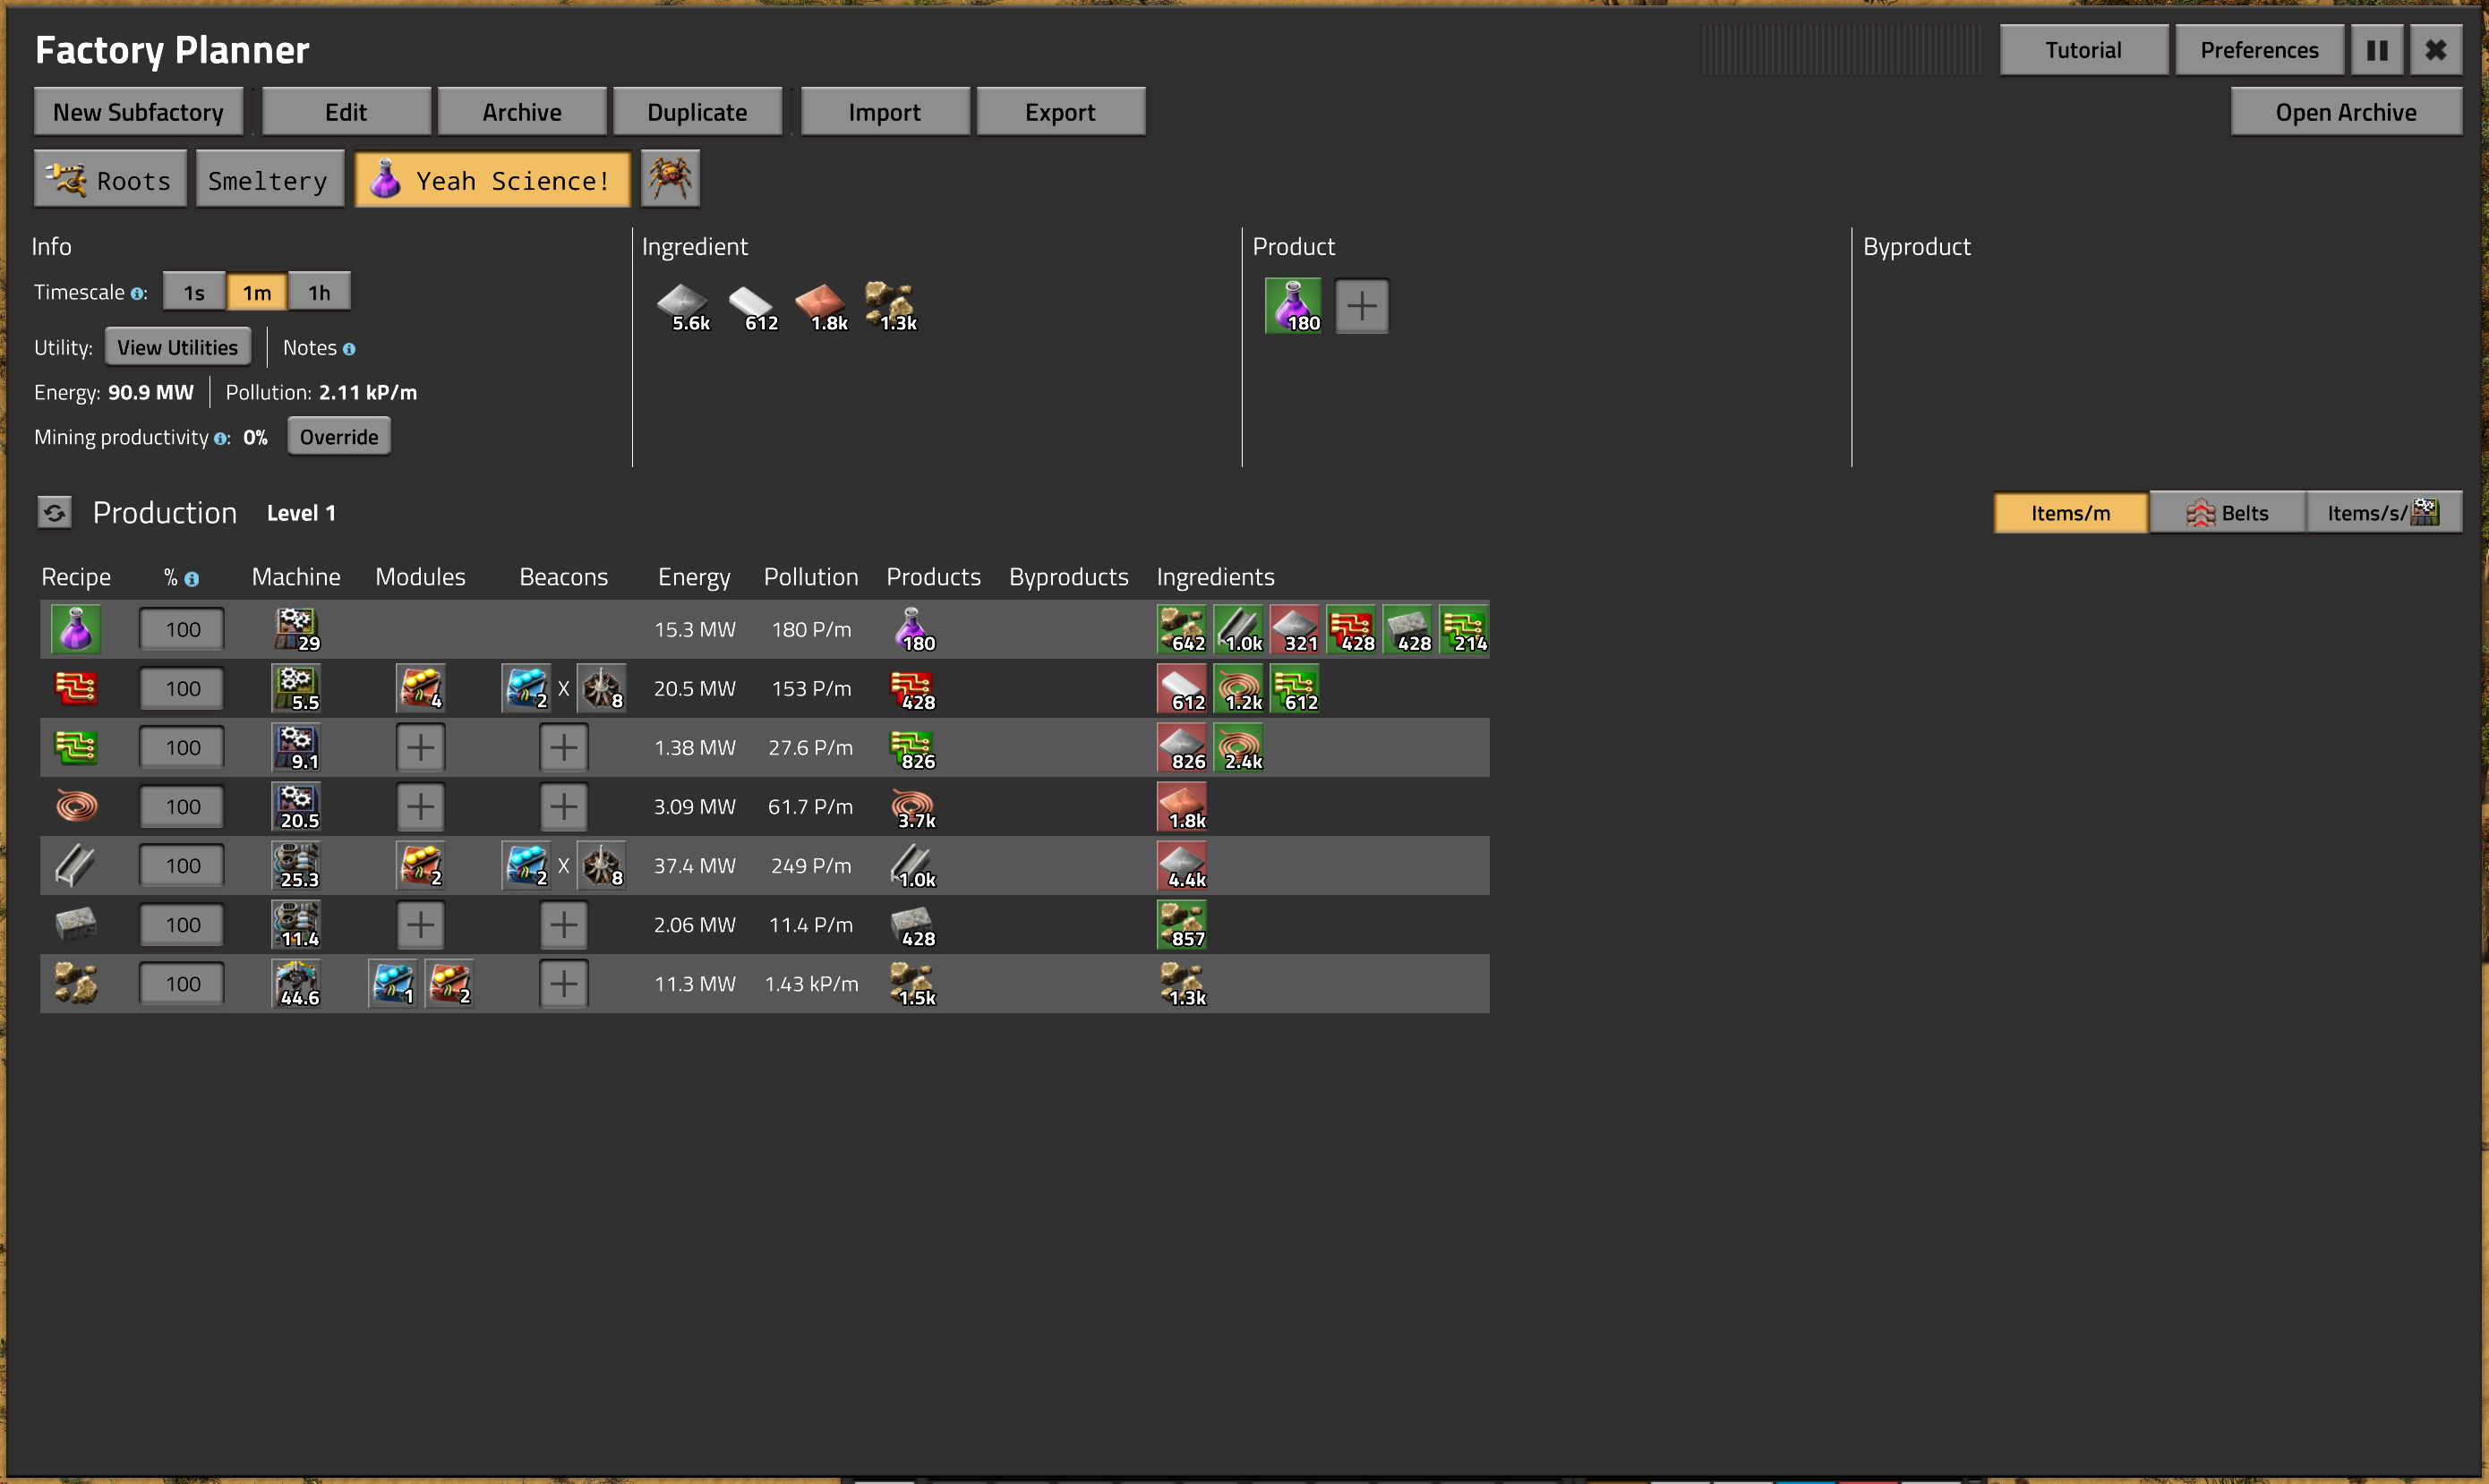 Factory Planner
Tutorial
Preferences
New Subfactory
Edit
Archive
Duplicate
Import
Export
Open Archive
Roots
Smeltery
Yeah Science!
Info
Timescale i:
1s
1m
1h
Utility:
View Utilities
Notes i
Energy: 90.9 MW
Pollution: 2.11 kP/m
Mining productivity i: 0%
Override
Ingredient
5.6k 612 1.8k 1.3k
Product
180
Byproduct
Production
Level 1
Items/m
Belts
Items/s/
Recipe % i Machine Modules Beacons Energy Pollution Products Byproducts Ingredients
100 29 15.3 MW 180 P/m 180 642 1.0k 321 428 428 214
100 5.5 4 2 X 8 20.5 MW 153 P/m 428 612 1.2k 612
100 9.1 1.38 MW 27.6 P/m 826 826 2.4k
100 20.5 3.09 MW 61.7 P/m 3.7k 1.8k
100 25.3 2 2 X 8 37.4 MW 249 P/m 1.0k 4.4k
100 11.4 2.06 MW 11.4 P/m 428 857
100 44.6 1 2 11.3 MW 1.43 kP/m 1.5k 1.3k